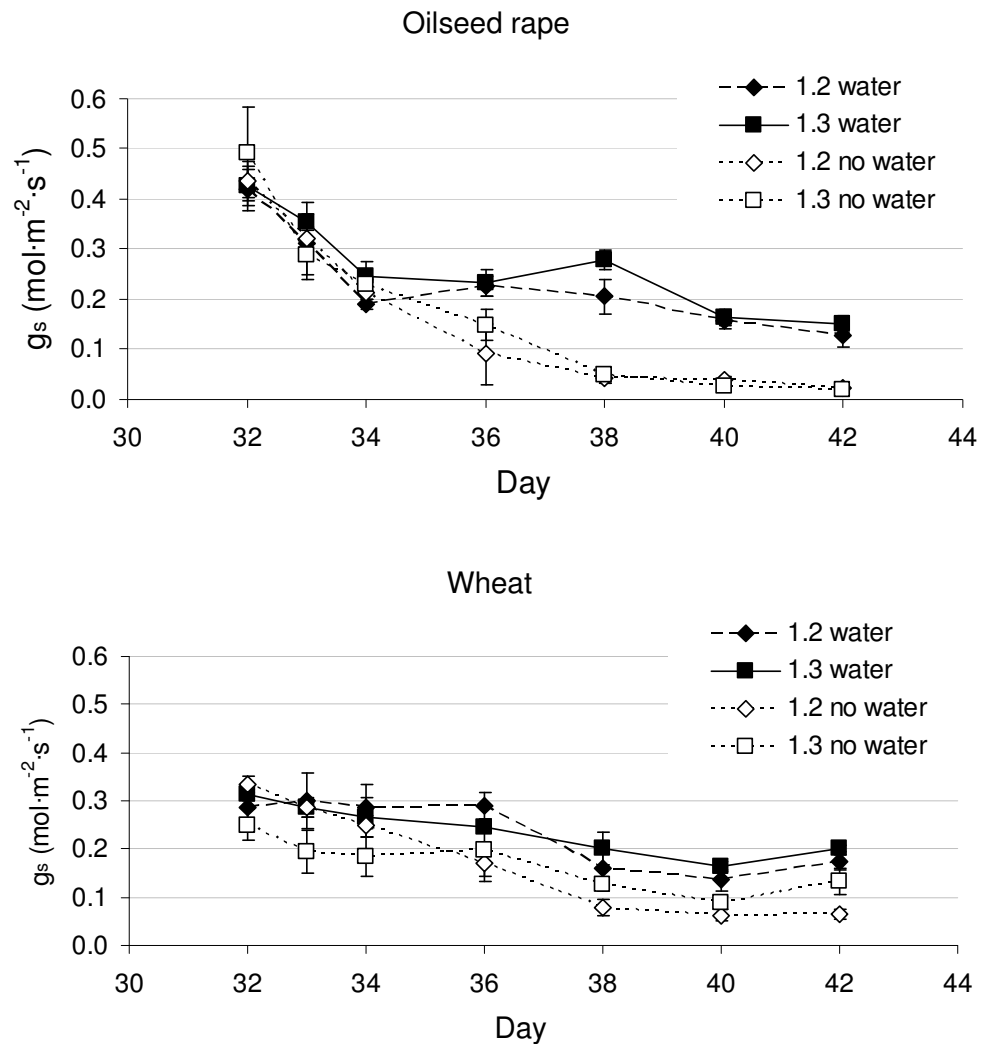 Oilseed rape
1.2 water
1.3 water
1.2 no water
1.3 no water
0.6
0.5
0.4
0.3
0.2
0.1
0.0
gs (mol·m-2·s-1)
30 32 34 36 38 40 42 44
Day
Wheat
1.2 water
1.3 water
1.2 no water
1.3 no water
0.6
0.5
0.4
0.3
0.2
0.1
0.0
gs (mol·m-2·s-1)
30 32 34 36 38 40 42 44
Day